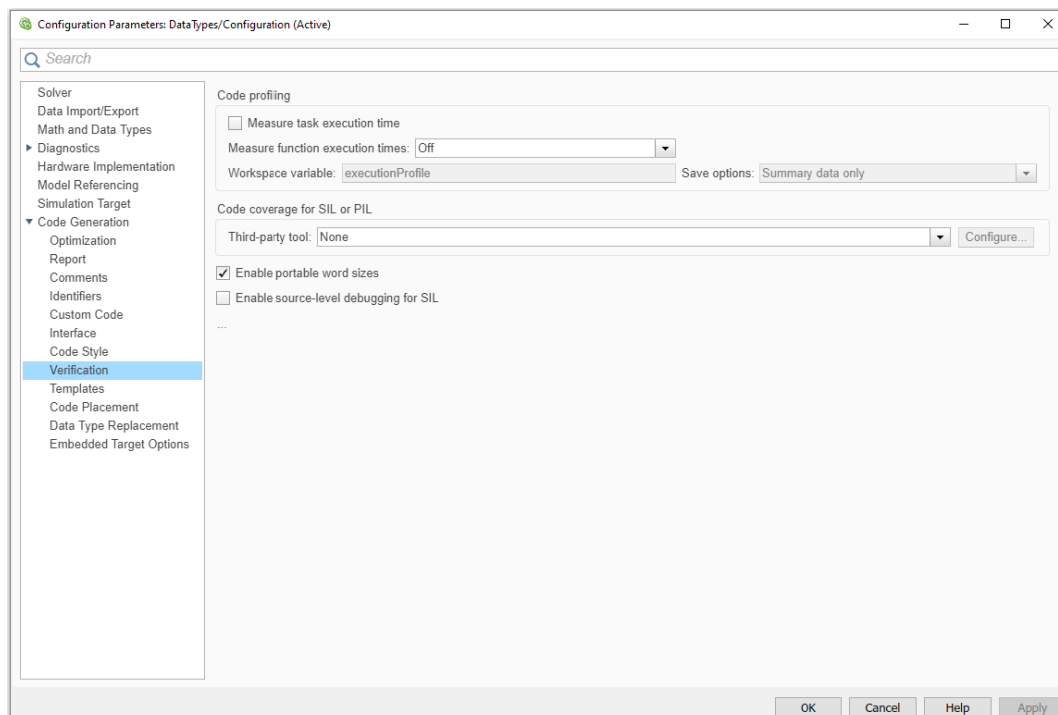 Configuration Parameters: DataTypes/Configuration (Active)
Search
Solver
Data Import/Export
Math and Data Types
Diagnostics
Hardware Implementation
Model Referencing
Simulation Target
Code Generation
Optimization
Report
Comments
Identifiers
Custom Code
Interface
Code Style
Verification
Templates
Code Placement
Data Type Replacement
Embedded Target Options
Code profiling
Measure task execution time
Measure function execution times: Off
Workspace variable: executionProfile Save options: Summary data only
Code coverage for SIL or PIL
Third-party tool: None Configure...
Enable portable word sizes
Enable source-level debugging for SIL
...
OK Cancel Help Apply